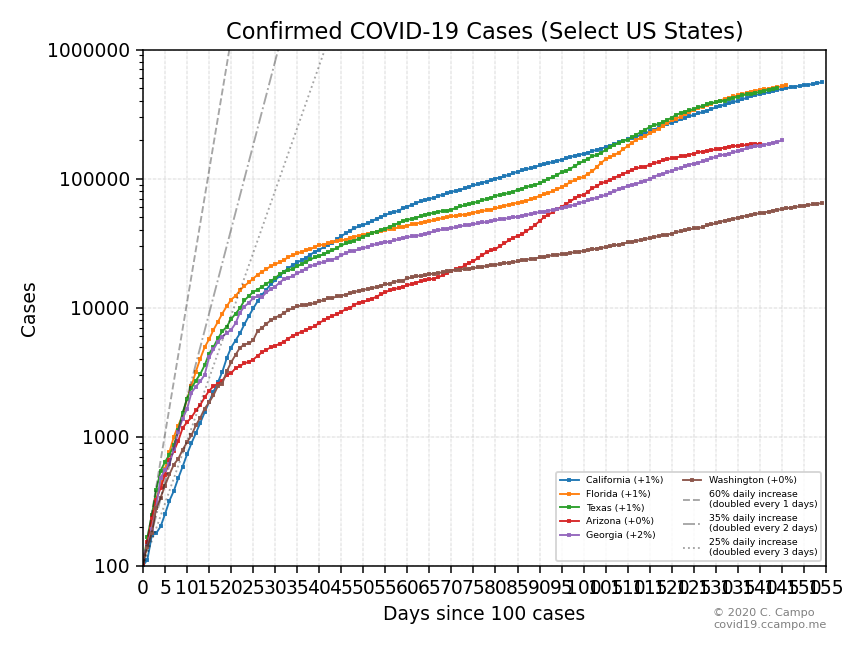 Confirmed COVID-19 Cases (Select US States)
1000000
100000
10000
1000
100
Cases
0 5 10 15 20 25 30 35 40 45 50 55 60 65 70 75 80 85 90 95 100 105 110 115 120 125 130 135 140 145 150 155
Days since 100 cases
California (+1%)
Florida (+1%)
Texas (+1%)
Arizona (+0%)
Georgia (+2%)
Washington (+0%)
60% daily increase
(doubled every 1 days)
35% daily increase
(doubled every 2 days)
25% daily increase
(doubled every 3 days)
© 2020 C. Campo
covid19.ccampo.me